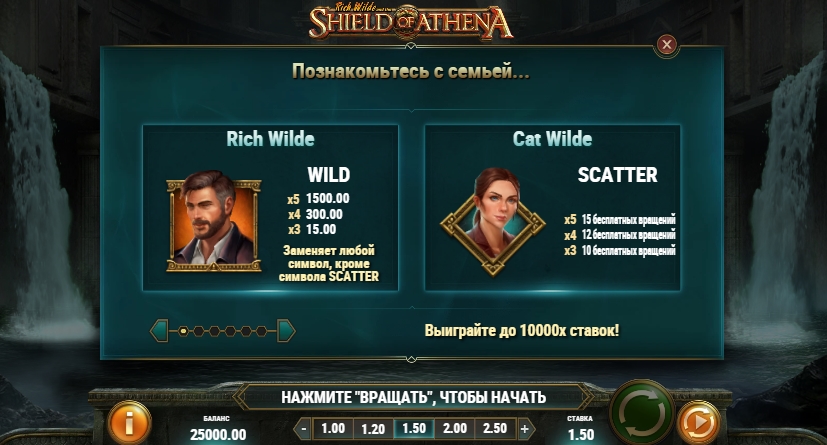 Rich Wilde
SHIELD OF ATHENA
Познакомьтесь с семьей...
Rich Wilde
WILD
x5 1500.00
x4 300.00
x3 15.00
Заменяет любой
символ, кроме
символа SCATTER
Cat Wilde
SCATTER
x5 15 бесплатных вращений
x4 12 бесплатных вращений
x3 10 бесплатных вращений
Выиграйте до 10000x ставок!
НАЖМИТЕ "ВРАЩАТЬ", ЧТОБЫ НАЧАТЬ
БАЛАНС
25000.00
- 1.00 1.20 1.50 2.00 2.50 +
СТАВКА
1.50